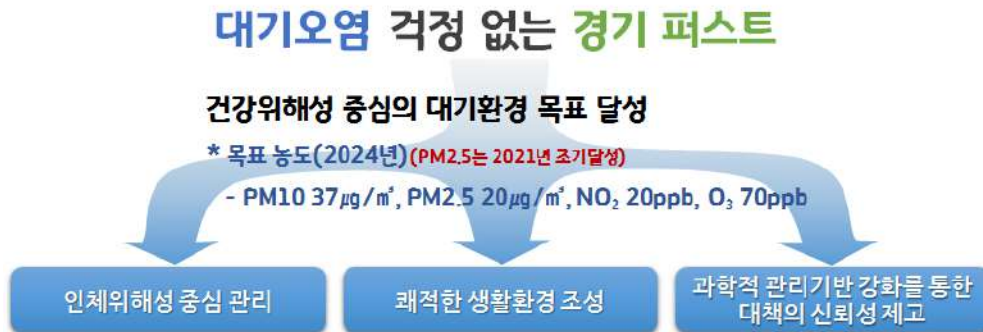 대기오염 걱정 없는 경기 퍼스트
건강위해성 중심의 대기환경 목표 달성
* 목표 농도(2024년)(PM2.5는 2021년 조기달성)
- PM10 37㎍/㎥, PM2.5 20㎍/㎥, NO₂ 20ppb, O₃ 70ppb
인체위해성 중심 관리
쾌적한 생활환경 조성
과학적 관리기반 강화를 통한
대책의 신뢰성 제고